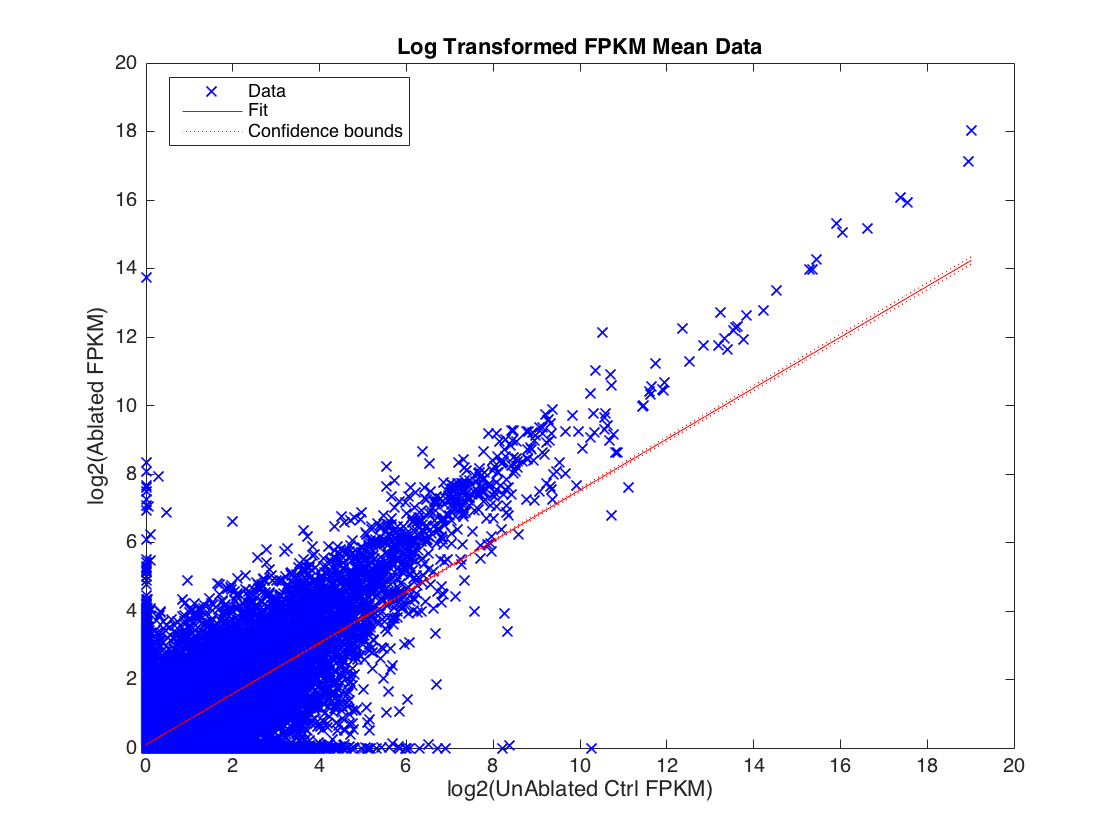 Log Transformed FPKM Mean Data
20
18
16
14
12
10
8
6
4
2
0
Data
Fit
Confidence bounds
log2(Ablated FPKM)
0 2 4 6 8 10 12 14 16 18 20
log2(UnAblated Ctrl FPKM)